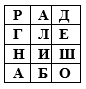 Р А Д
Г Л Е
Н И Ш
А Б О